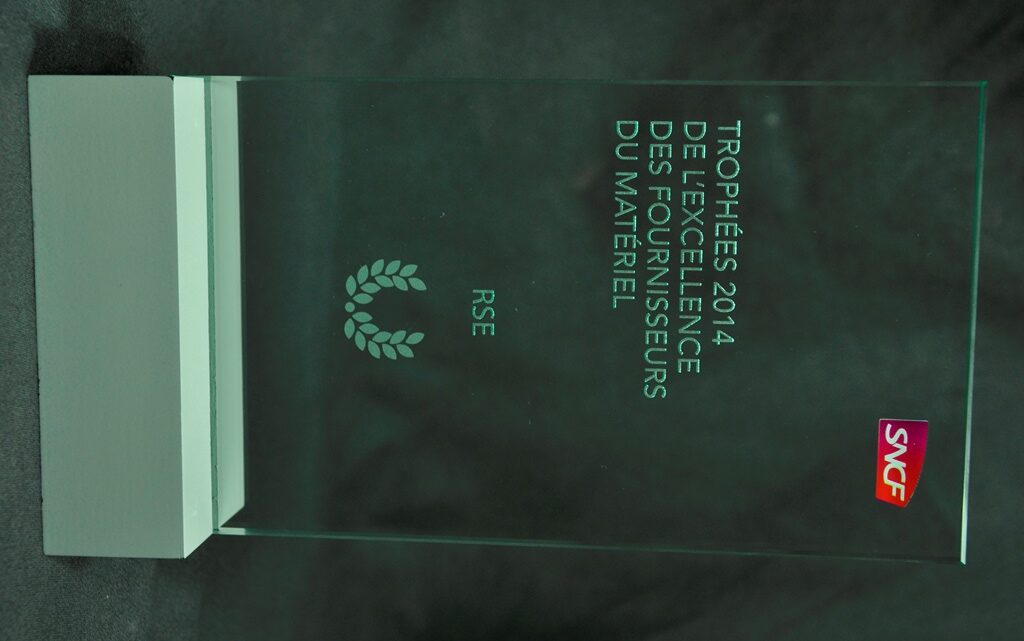 SNCF
TROPHÉES 2014
DE L'EXCELLENCE
DES FOURNISSEURS
DU MATÉRIEL
RSE